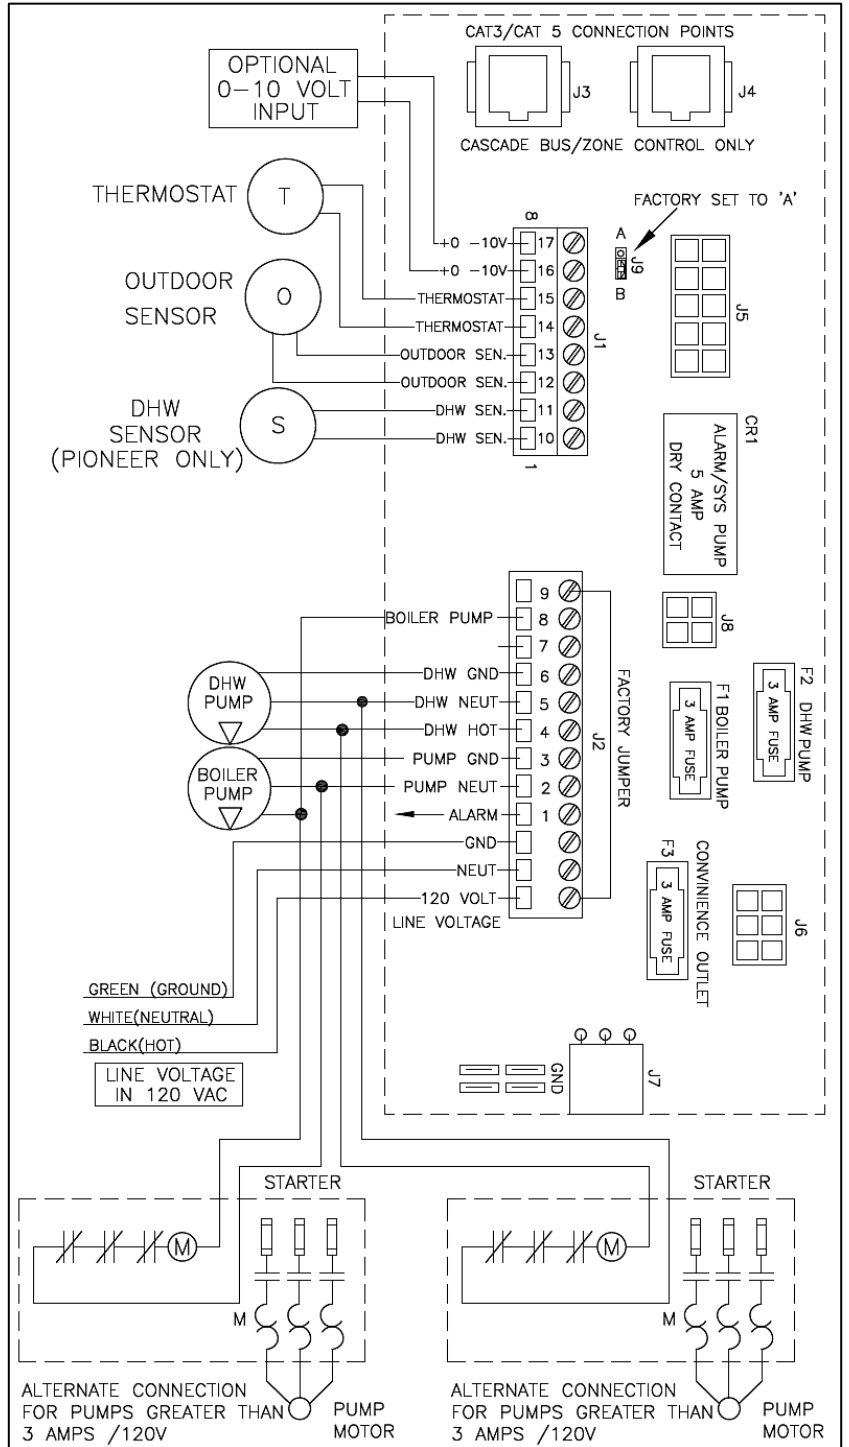 CAT3/CAT 5 CONNECTION POINTS
OPTIONAL
0-10 VOLT
INPUT
J3
J4
CASCADE BUS/ZONE CONTROL ONLY
THERMOSTAT
T
FACTORY SET TO 'A'
8
A
J9
B
+0 -10V
17
+0 -10V
16
THERMOSTAT
15
THERMOSTAT
14
OUTDOOR SEN.
13
OUTDOOR SEN.
12
DHW SEN.
11
DHW SEN.
10
J1
1
J5
OUTDOOR
SENSOR
O
DHW
SENSOR
(PIONEER ONLY)
S
CR1
ALARM/SYS PUMP
5 AMP
DRY CONTACT
9
BOILER PUMP
8
7
DHW GND
6
DHW NEUT
5
DHW HOT
4
PUMP GND
3
PUMP NEUT
2
ALARM
1
GND
NEUT
120 VOLT
LINE VOLTAGE
J2
FACTORY JUMPER
J8
F1 BOILER PUMP
3 AMP FUSE
F2 DHW PUMP
3 AMP FUSE
F3
CONVINIENCE OUTLET
3 AMP FUSE
J6
DHW
PUMP
BOILER
PUMP
GREEN (GROUND)
WHITE(NEUTRAL)
BLACK(HOT)
LINE VOLTAGE
IN 120 VAC
GND
J7
STARTER
M
M
ALTERNATE CONNECTION
FOR PUMPS GREATER THAN
3 AMPS /120V
PUMP
MOTOR
STARTER
M
M
ALTERNATE CONNECTION
FOR PUMPS GREATER THAN
3 AMPS /120V
PUMP
MOTOR